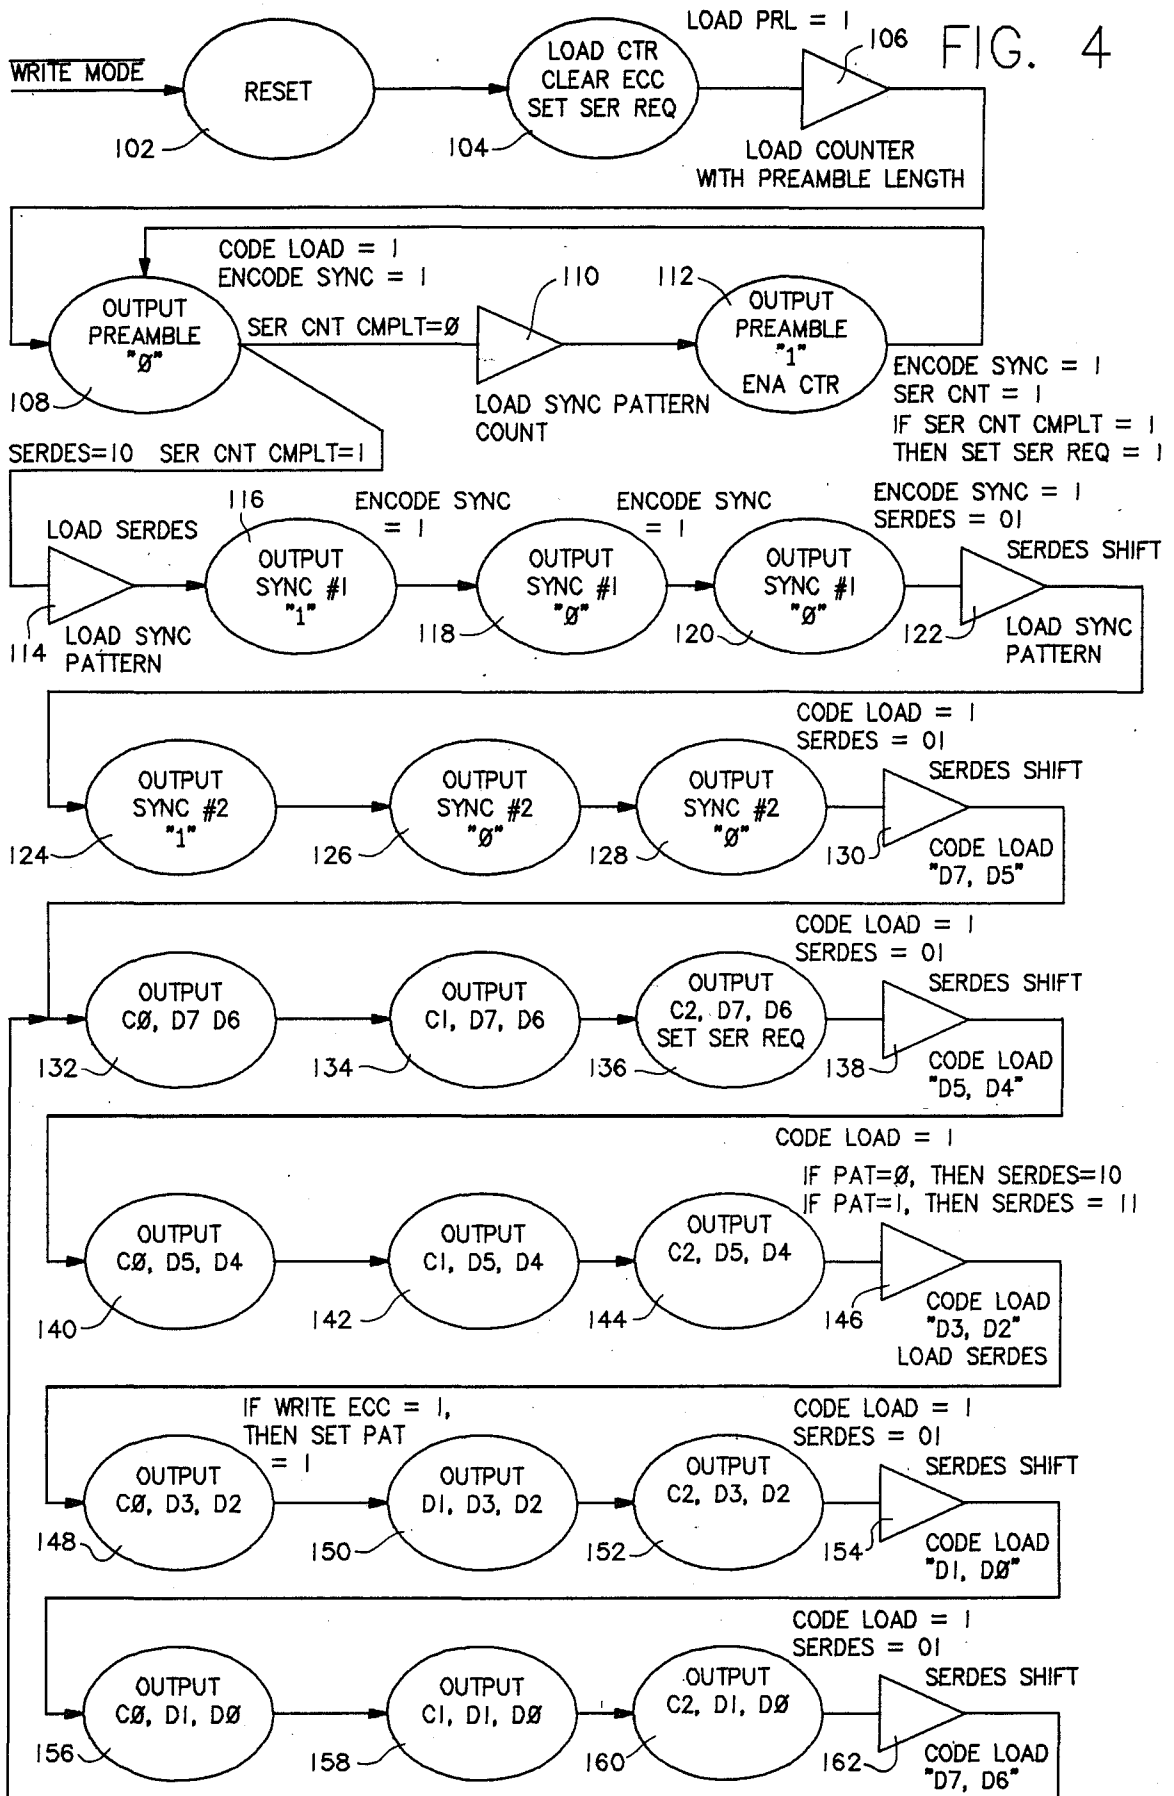 FIG. 4
WRITE MODE
RESET
102
LOAD CTR
CLEAR ECC
SET SER REQ
104
LOAD PRL = 1
106
LOAD COUNTER
WITH PREAMBLE LENGTH
OUTPUT
PREAMBLE
"Ø"
108
CODE LOAD = 1
ENCODE SYNC = 1
SER CNT CMPLT=Ø
110
LOAD SYNC PATTERN
COUNT
112
OUTPUT
PREAMBLE
"1"
ENA CTR
ENCODE SYNC = 1
SER CNT = 1
IF SER CNT CMPLT = 1
THEN SET SER REQ = 1
SERDES=10 SER CNT CMPLT=1
LOAD SERDES
114
LOAD SYNC
PATTERN
116
OUTPUT
SYNC #1
"1"
ENCODE SYNC
= 1
OUTPUT
SYNC #1
"Ø"
118
ENCODE SYNC
= 1
OUTPUT
SYNC #1
"Ø"
120
ENCODE SYNC = 1
SERDES = 01
SERDES SHIFT
122
LOAD SYNC
PATTERN
OUTPUT
SYNC #2
"1"
124
OUTPUT
SYNC #2
"Ø"
126
OUTPUT
SYNC #2
"Ø"
128
CODE LOAD = 1
SERDES = 01
SERDES SHIFT
130
CODE LOAD
"D7, D5"
OUTPUT
CØ, D7 D6
132
OUTPUT
C1, D7, D6
134
OUTPUT
C2, D7, D6
SET SER REQ
136
CODE LOAD = 1
SERDES = 01
SERDES SHIFT
138
CODE LOAD
"D5, D4"
OUTPUT
CØ, D5, D4
140
OUTPUT
C1, D5, D4
142
OUTPUT
C2, D5, D4
144
CODE LOAD = 1
IF PAT=Ø, THEN SERDES=10
IF PAT=1, THEN SERDES = 11
146
CODE LOAD
"D3, D2"
LOAD SERDES
OUTPUT
CØ, D3, D2
148
IF WRITE ECC = 1,
THEN SET PAT
= 1
OUTPUT
D1, D3, D2
150
OUTPUT
C2, D3, D2
152
CODE LOAD = 1
SERDES = 01
SERDES SHIFT
154
CODE LOAD
"D1, DØ"
OUTPUT
CØ, D1, DØ
156
OUTPUT
C1, D1, DØ
158
OUTPUT
C2, D1, DØ
160
CODE LOAD = 1
SERDES = 01
SERDES SHIFT
162
CODE LOAD
"D7, D6"